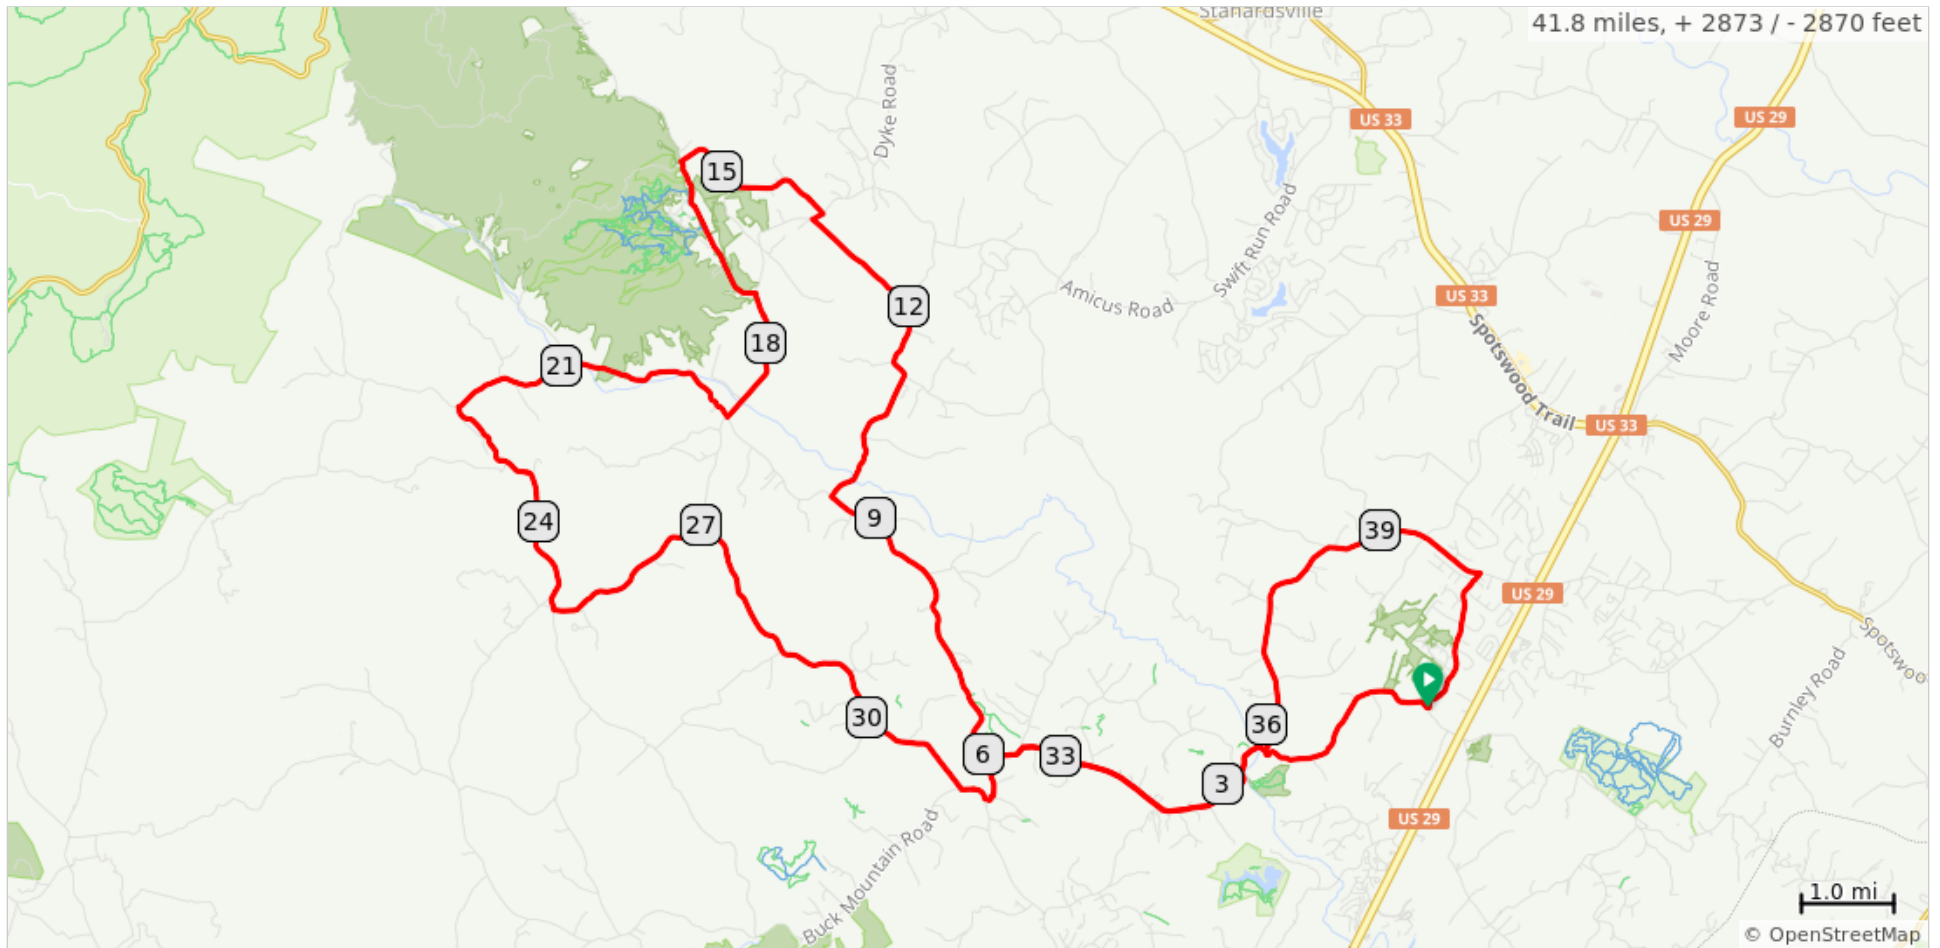 Stanardsville
41.8 miles, + 2873 / - 2870 feet
US 33
US 29
Dyke Road
15
US 29
Swift Run Road
Amicus Road
US 33
Moore Road
12
18
21
Spotswood Trail
US 33
24
27
9
39
US 29
Spotswoo
Burnley Road
30
36
6
33
3
US 29
Buck Mountain Road
1.0 mi
© OpenStreetMap